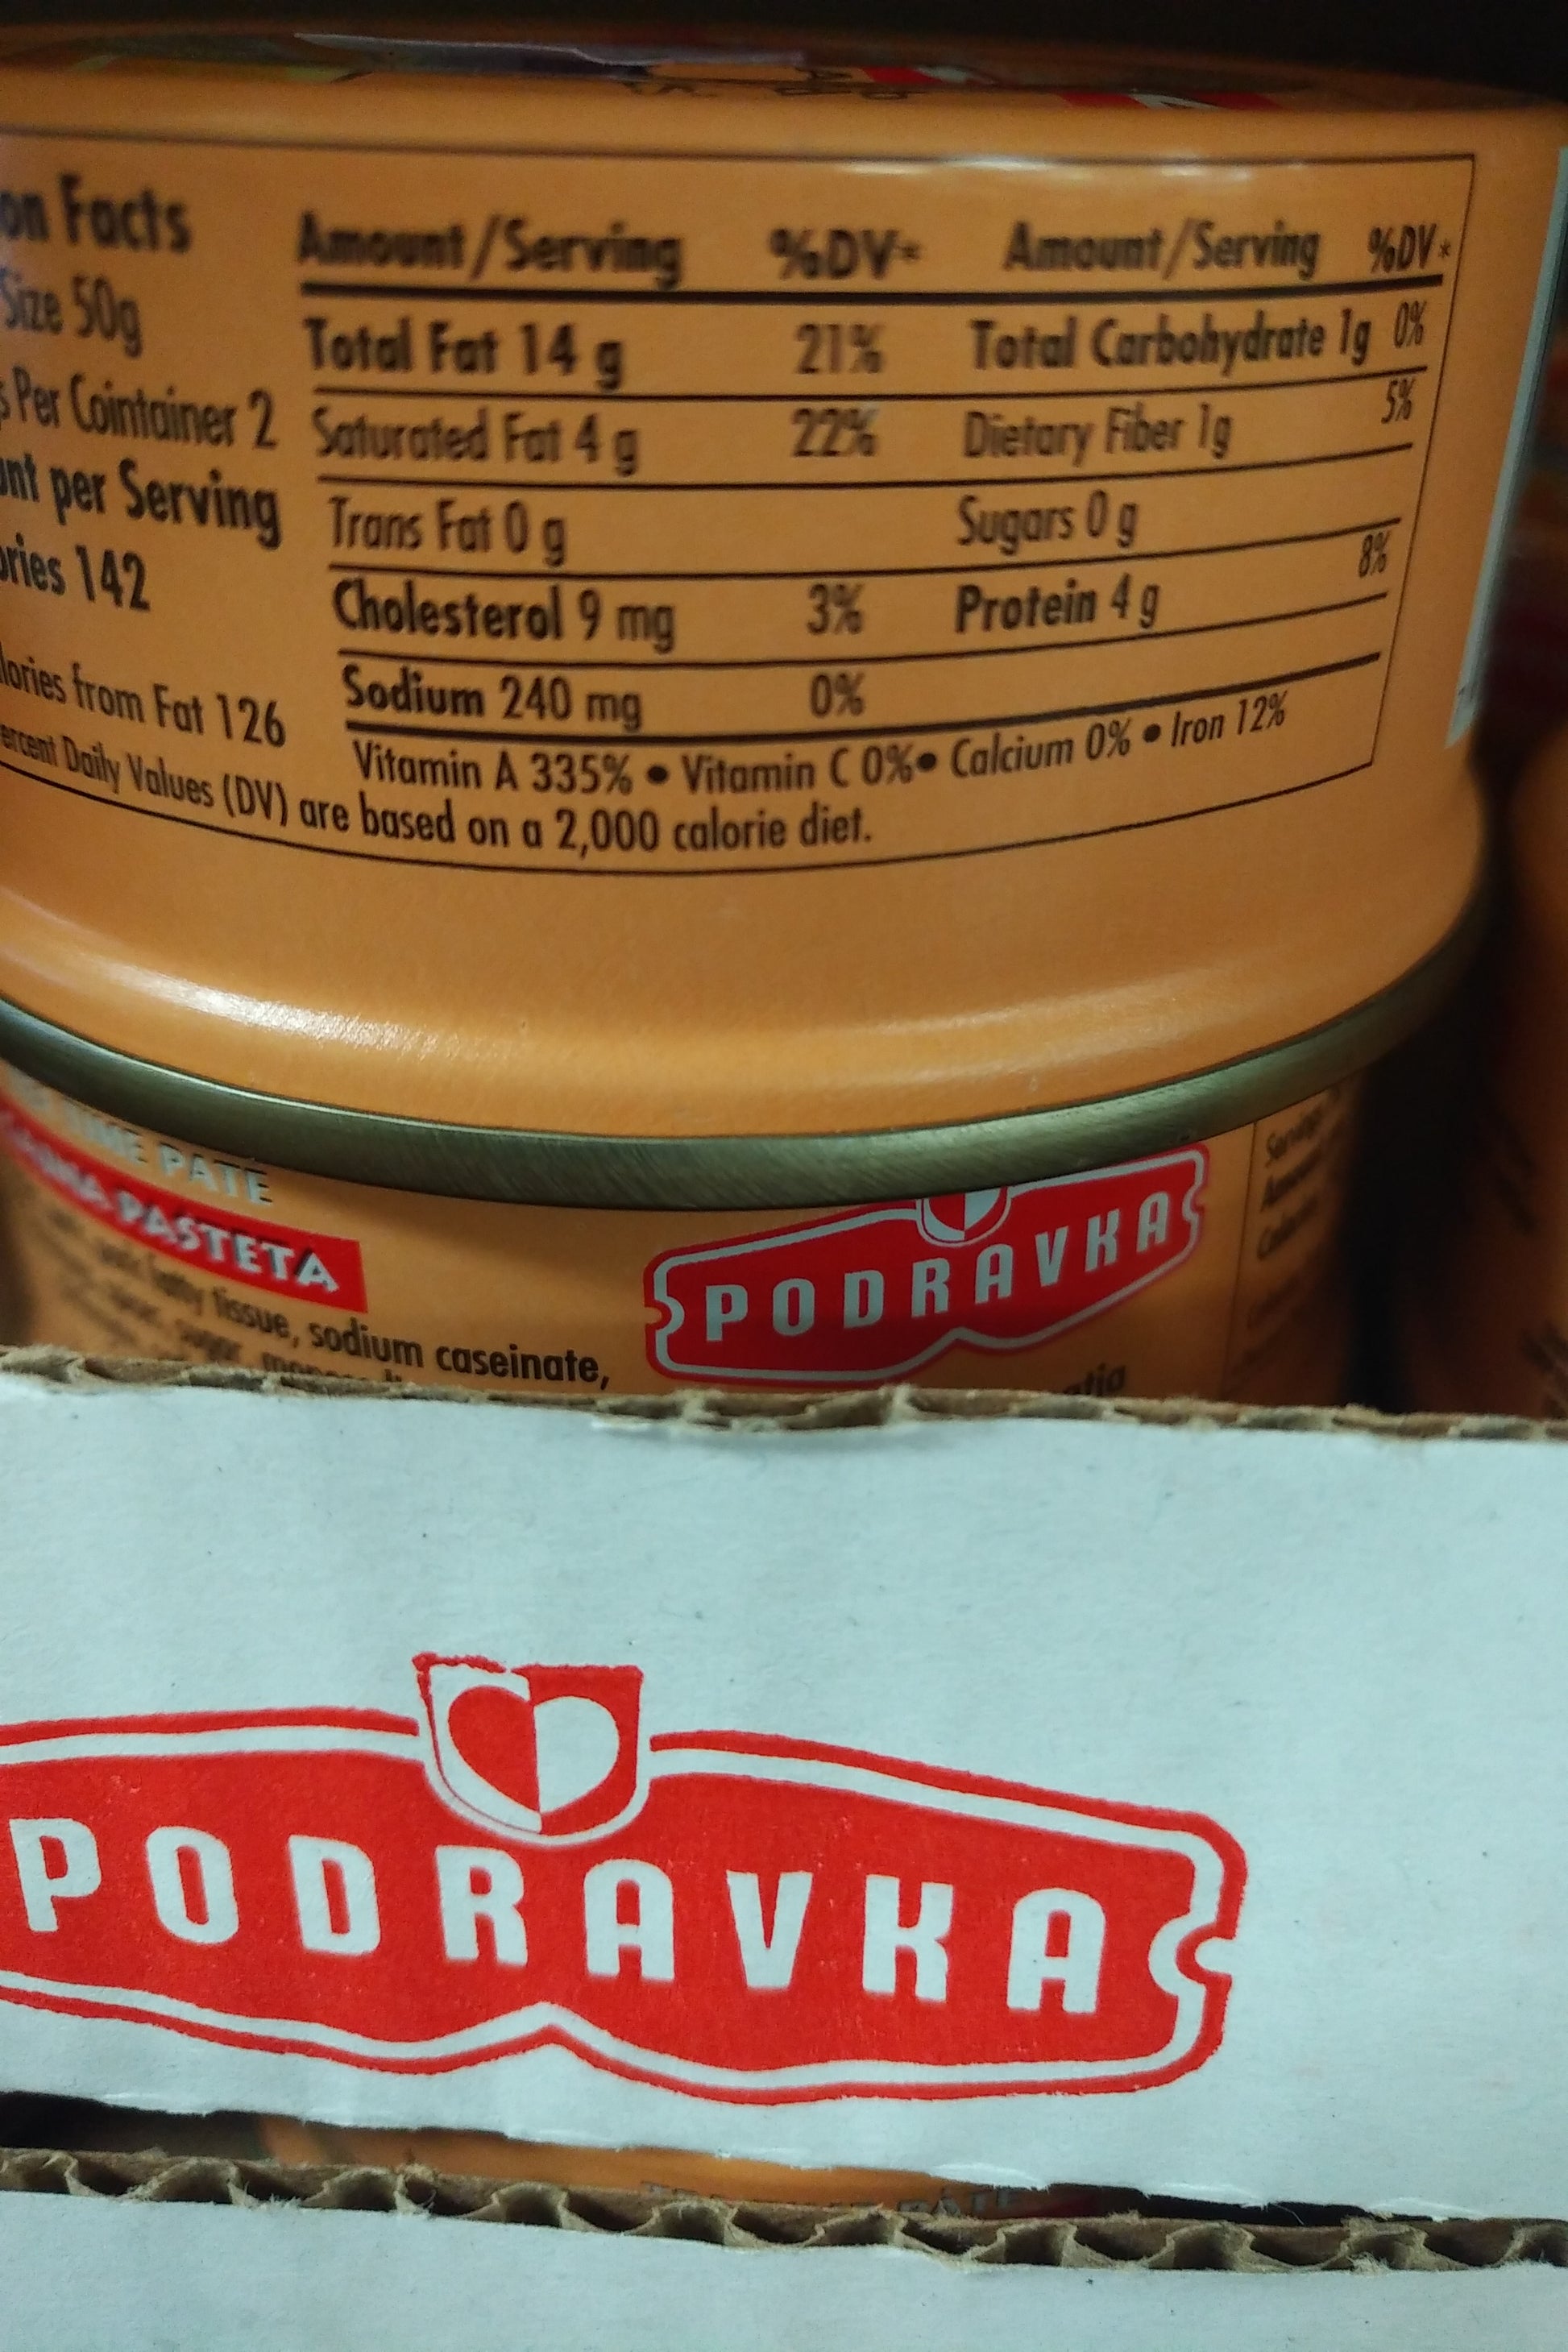 on Facts
Size 50g
s Per Cointainer 2
unt per Serving
ories 142
lories from Fat 126
Amount/Serving %DV*
Total Fat 14 g 21%
Saturated Fat 4 g 22%
Trans Fat 0 g
Cholesterol 9 mg 3%
Sodium 240 mg 0%
Amount/Serving %DV*
Total Carbohydrate 1g 0%
Dietary Fiber 1g 5%
Sugars 0 g
Protein 4 g 8%
Vitamin A 335% • Vitamin C 0% • Calcium 0% • Iron 12%
ercent Daily Values (DV) are based on a 2,000 calorie diet.
PATE
PASTETA
fatty tissue, sodium caseinate,
sugar,
PODRAVKA
PODRAVKA
PATE